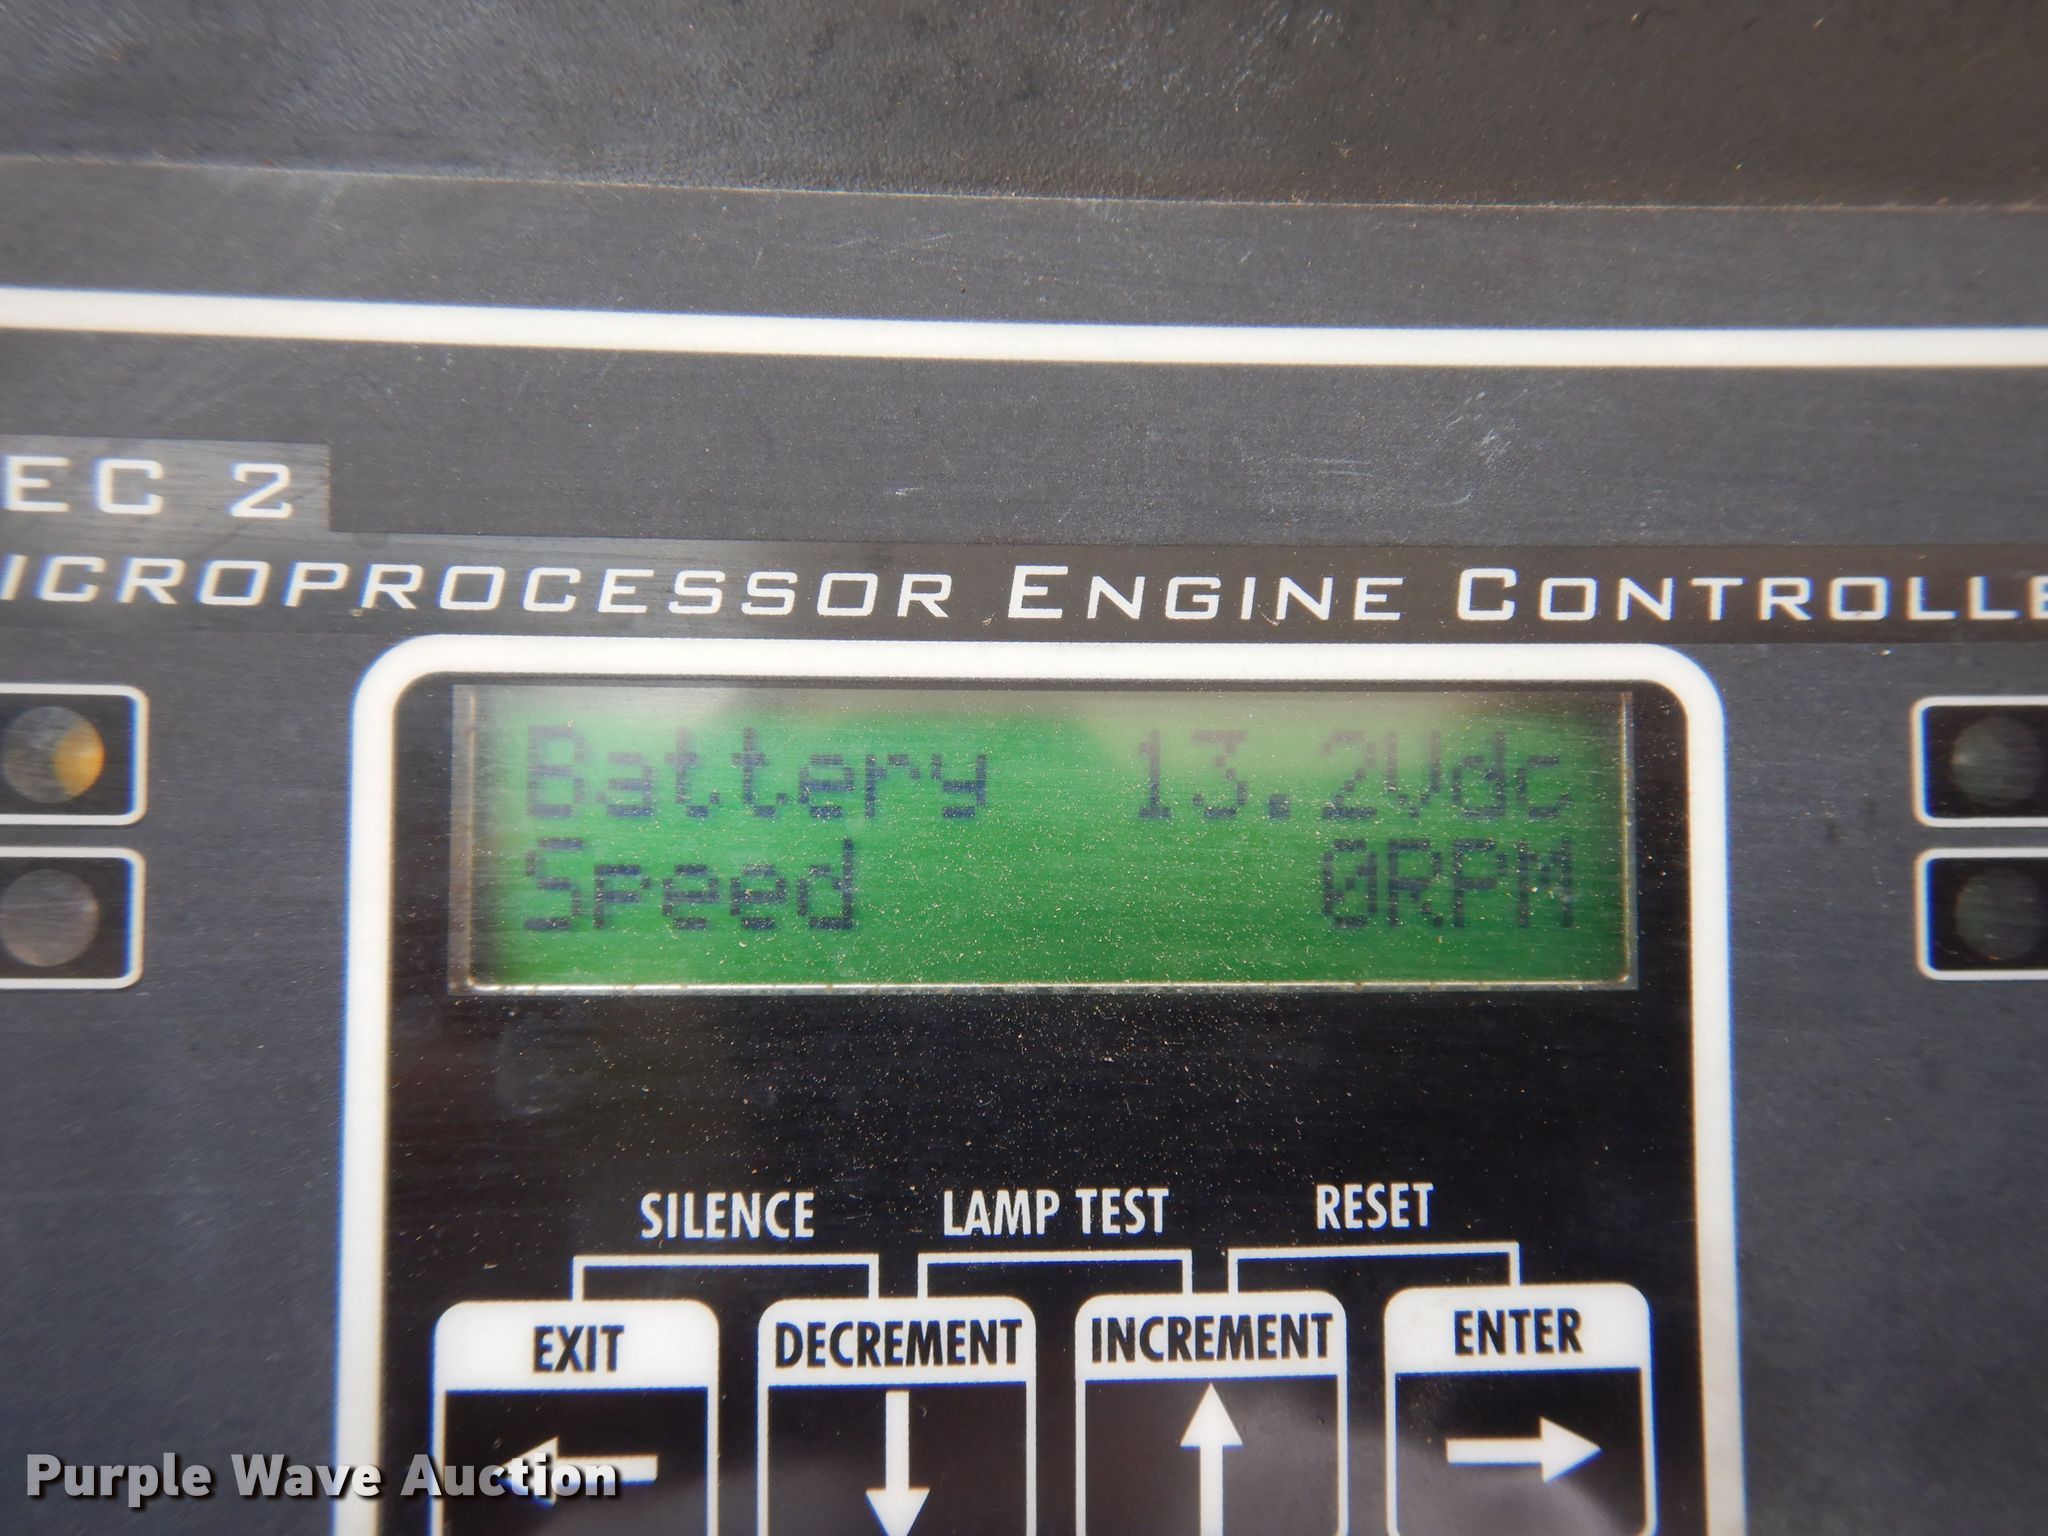 EC 2
ICROPROCESSOR ENGINE CONTROLLE
Battery 13.2Vdc
Speed 0RPM
SILENCE LAMP TEST RESET
EXIT DECREMENT INCREMENT ENTER
Purple Wave Auction